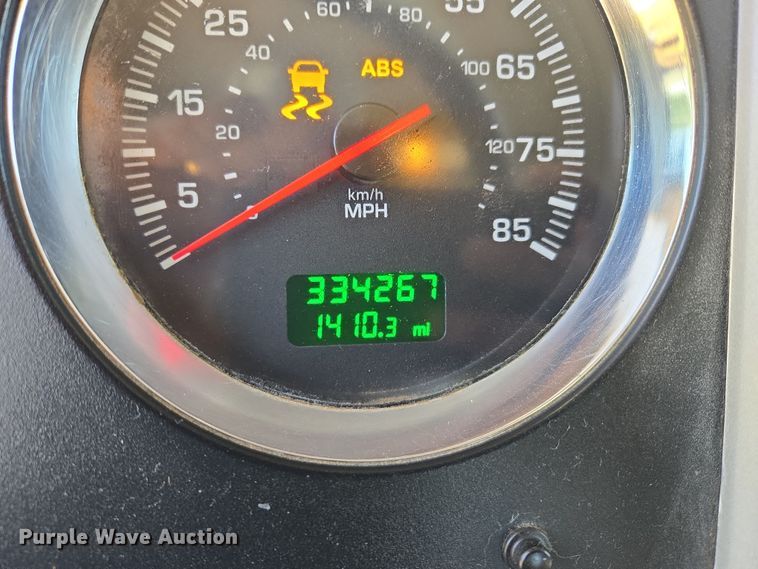 25 60 80 55
40 ABS 100 65
15 20 120 75
5 0 km/h 85
MPH
334267
1410.3 mi
Purple Wave Auction